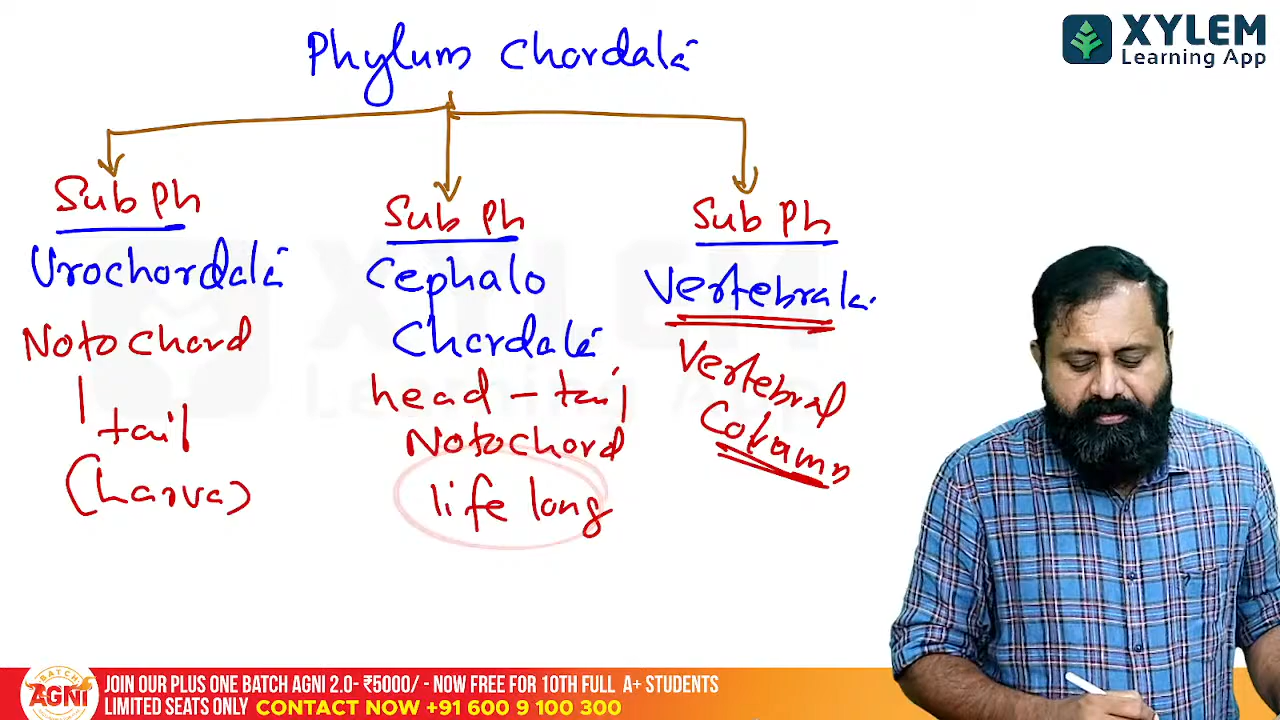 XYLEM
Learning App
Phylum Chordata
Sub Ph
Urochordata
Notochord
tail
(Larva)
Sub Ph
Cephalo
Chordata
head - tail
Notochord
life long
Sub Ph
Vertebrata
Vertebral
Column
BATCH
AGNI
JOIN OUR PLUS ONE BATCH AGNI 2.0- ₹5000/ - NOW FREE FOR 10TH FULL A+ STUDENTS
LIMITED SEATS ONLY CONTACT NOW +91 600 9 100 300